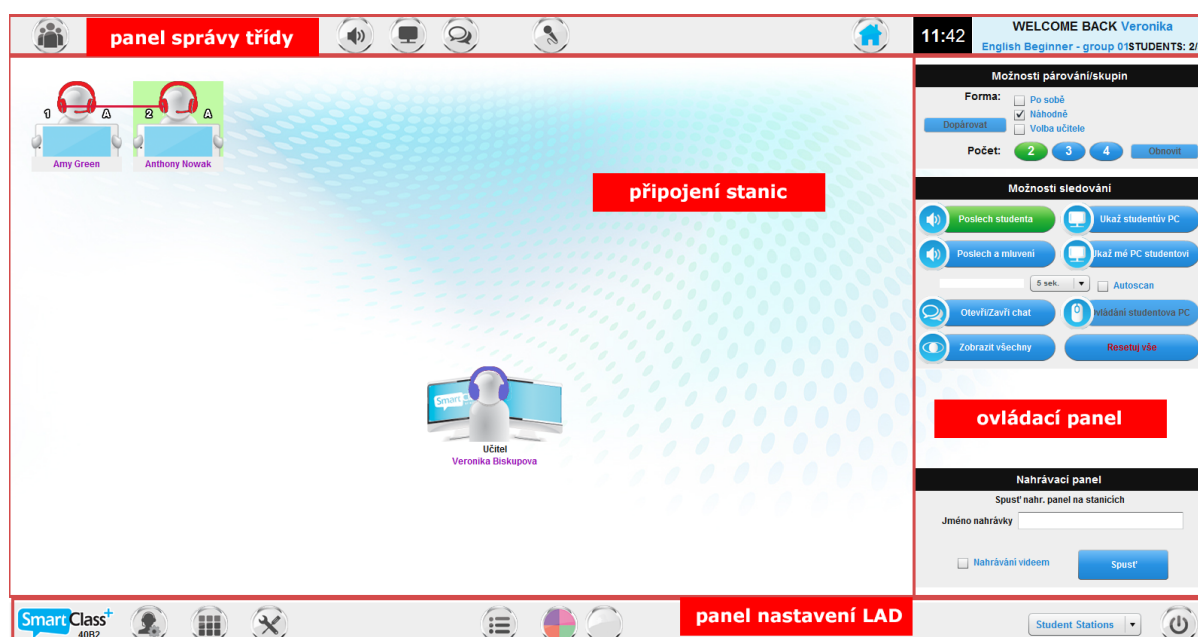 panel správy třídy
11:42
WELCOME BACK Veronika
English Beginner - group 01STUDENTS: 2/
Možnosti párování/skupin
Forma:
Po sobě
Náhodně
Dopárovat
Volba učitele
Počet: 2 3 4 Obnovit
1 A 2 A
Amy Green Anthony Nowak
připojení stanic
Možnosti sledování
Poslech studenta Ukaž studentův PC
Poslech a mluvení Jkaž mé PC studentovi
5 sek. Autoscan
Otevři/Zavři chat vládání studentova PC
Zobrazit všechny Resetuj vše
Smart
Učitel
Veronika Biskupova
ovládací panel
Nahrávací panel
Spusť nahr. panel na stanicích
Jméno nahrávky
Nahrávání videem Spusť
SmartClass+
40B2
panel nastavení LAD
Student Stations